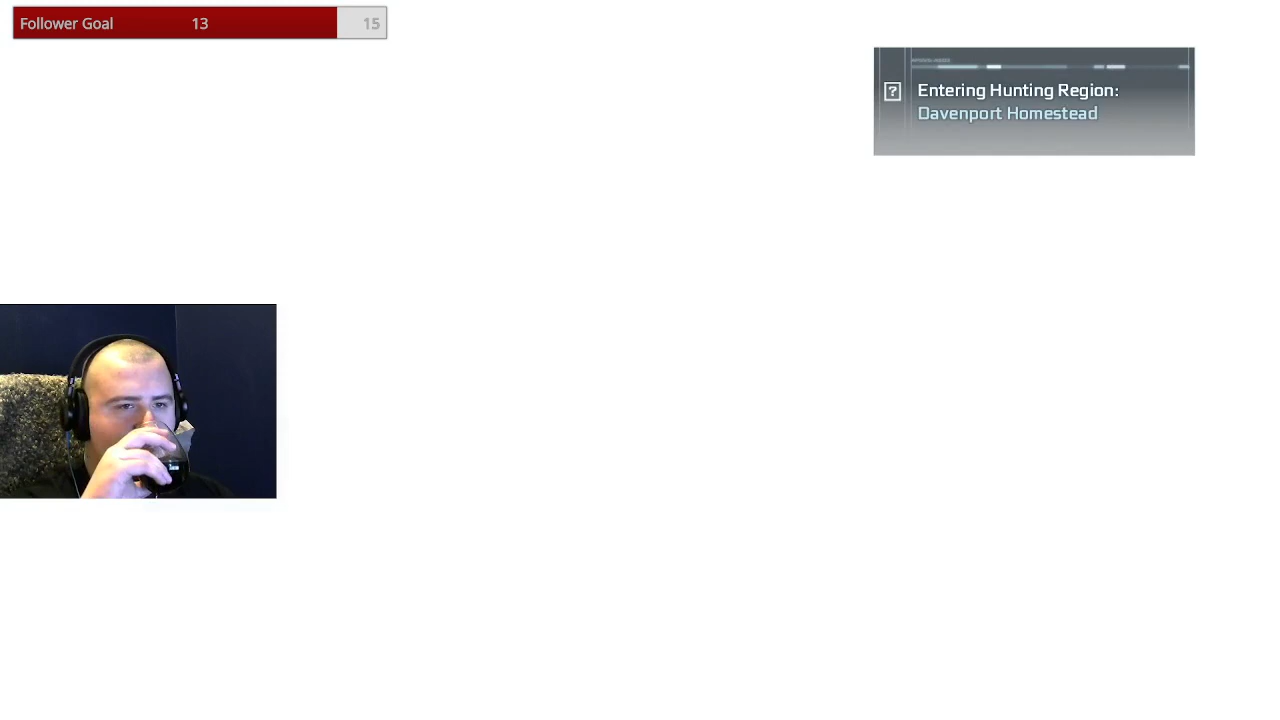 Follower Goal 13 15
Entering Hunting Region:
Davenport Homestead